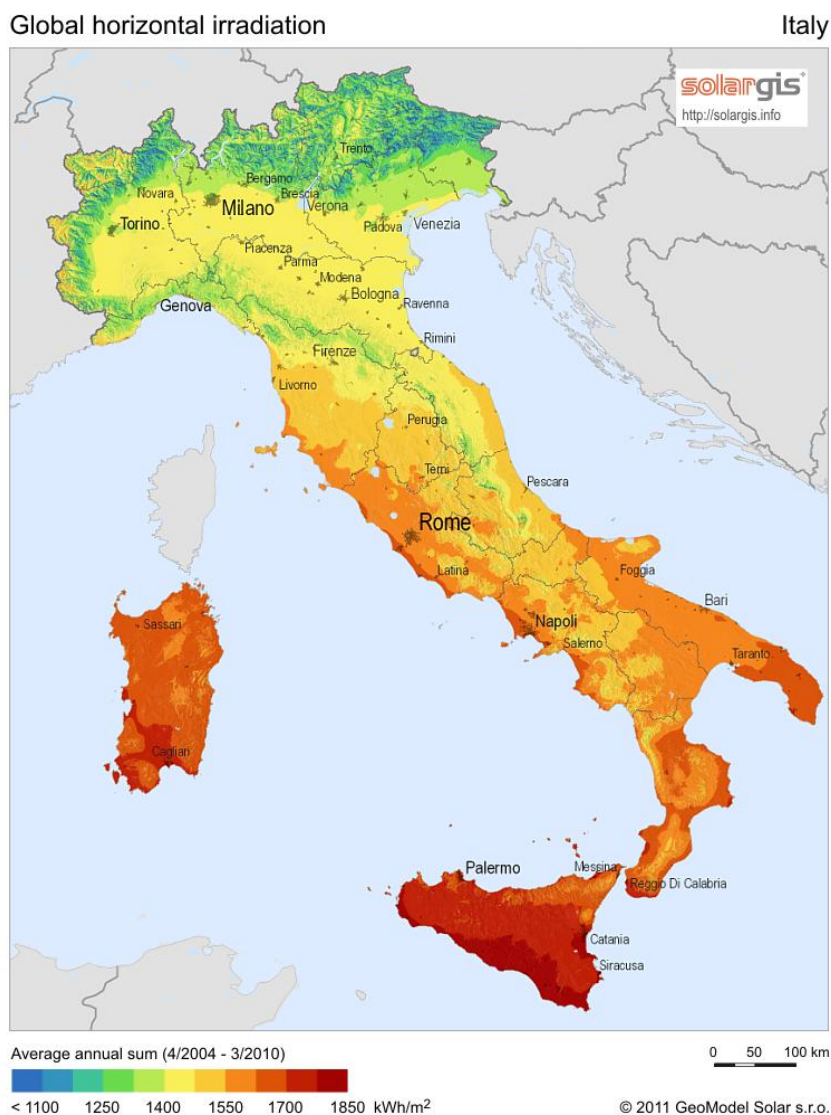 Global horizontal irradiation Italy
solargis
http://solargis.info
Trento
Bergamo
Novara Brescia
Milano Verona
Torino Padova Venezia
Piacenza
Parma
Modena
Bologna
Genova Ravenna
Rimini
Firenze
Livorno
Perugia
Terni
Pescara
Rome
Latina Foggia
Bari
Napoli
Sassari
Salerno
Taranto
Cagliari
Palermo Messina
Reggio Di Calabria
Catania
Siracusa
Average annual sum (4/2004 - 3/2010) 0 50 100 km
< 1100 1250 1400 1550 1700 1850 kWh/m2 © 2011 GeoModel Solar s.r.o.